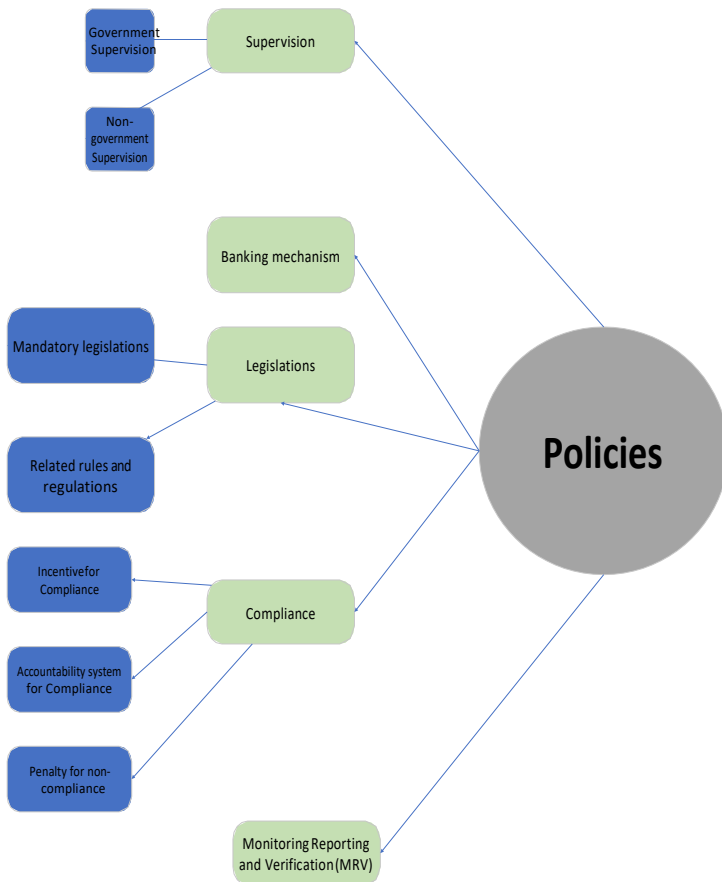 Government
Supervision
Supervision
Non-
government
Supervision
Banking mechanism
Mandatory legislations
Legislations
Policies
Related rules and
regulations
Incentivefor
Compliance
Compliance
Accountability system
for Compliance
Penalty for non-
compliance
Monitoring Reporting
and Verification(MRV)